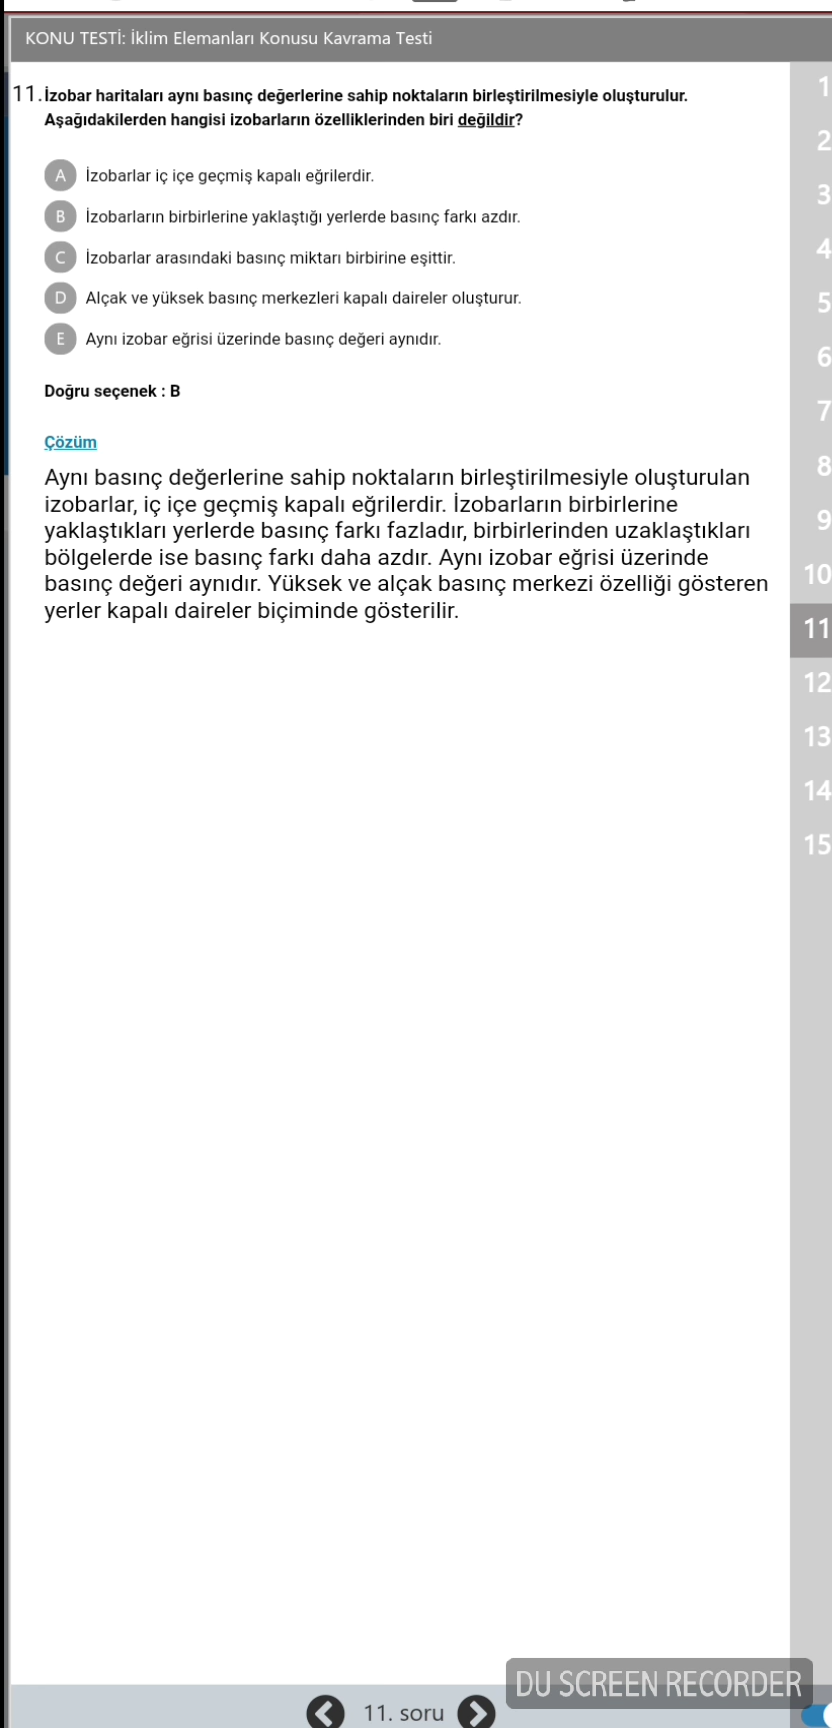 KONU TESTİ: İklim Elemanları Konusu Kavrama Testi
11. İzobar haritaları aynı basınç değerlerine sahip noktaların birleştirilmesiyle oluşturulur.
Aşağıdakilerden hangisi izobarların özelliklerinden biri değildir?
A İzobarlar iç içe geçmiş kapalı eğrilerdir.
B İzobarların birbirlerine yaklaştığı yerlerde basınç farkı azdır.
C İzobarlar arasındaki basınç miktarı birbirine eşittir.
D Alçak ve yüksek basınç merkezleri kapalı daireler oluşturur.
E Aynı izobar eğrisi üzerinde basınç değeri aynıdır.
Doğru seçenek : B
Çözüm
Aynı basınç değerlerine sahip noktaların birleştirilmesiyle oluşturulan
izobarlar, iç içe geçmiş kapalı eğrilerdir. İzobarların birbirlerine
yaklaştıkları yerlerde basınç farkı fazladır, birbirlerinden uzaklaştıkları
bölgelerde ise basınç farkı daha azdır. Aynı izobar eğrisi üzerinde
basınç değeri aynıdır. Yüksek ve alçak basınç merkezi özelliği gösteren
yerler kapalı daireler biçiminde gösterilir.
1
2
3
4
5
6
7
8
9
10
11
12
13
14
15
DU SCREEN RECORDER
11. soru